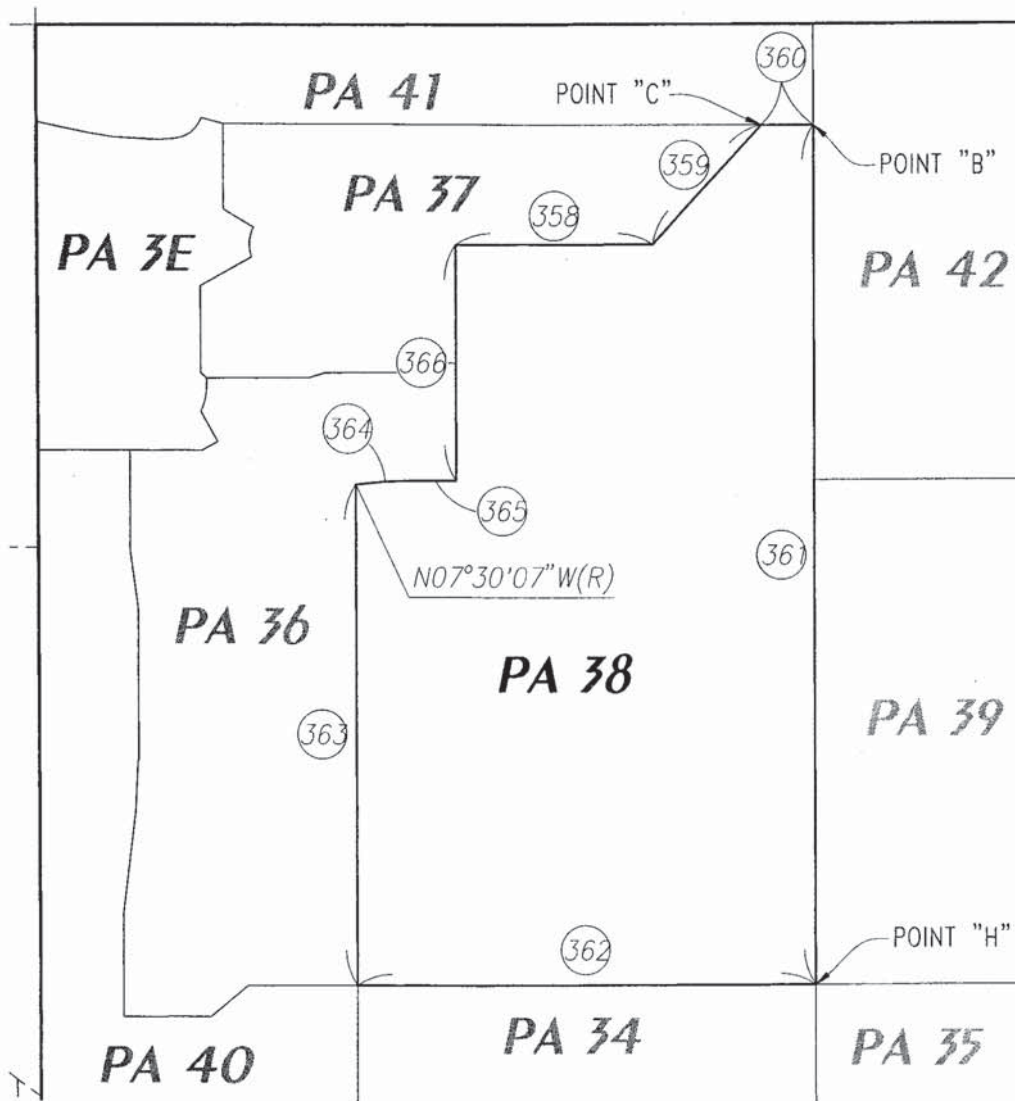 360
PA 41
POINT "C"
359
POINT "B"
PA 37
358
PA 3E
PA 42
366
364
365
361
N07°30'07"W(R)
PA 36
PA 38
363
PA 39
362
POINT "H"
PA 34
PA 35
PA 40